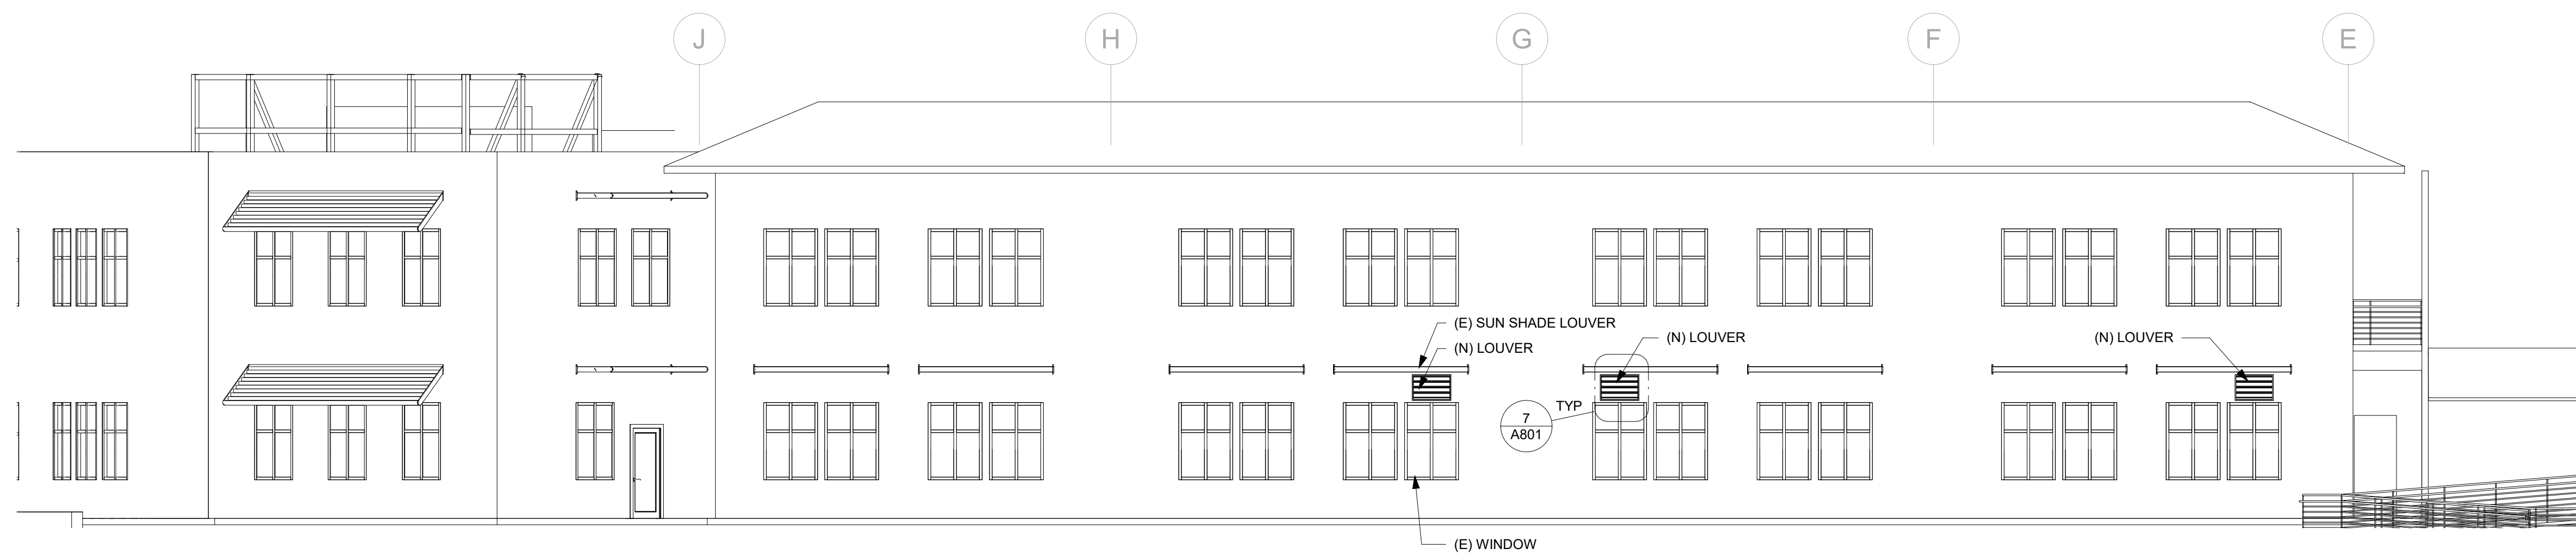 J
H
G
F
E
(E) SUN SHADE LOUVER
(N) LOUVER
(N) LOUVER
(N) LOUVER
TYP
7
A801
(E) WINDOW